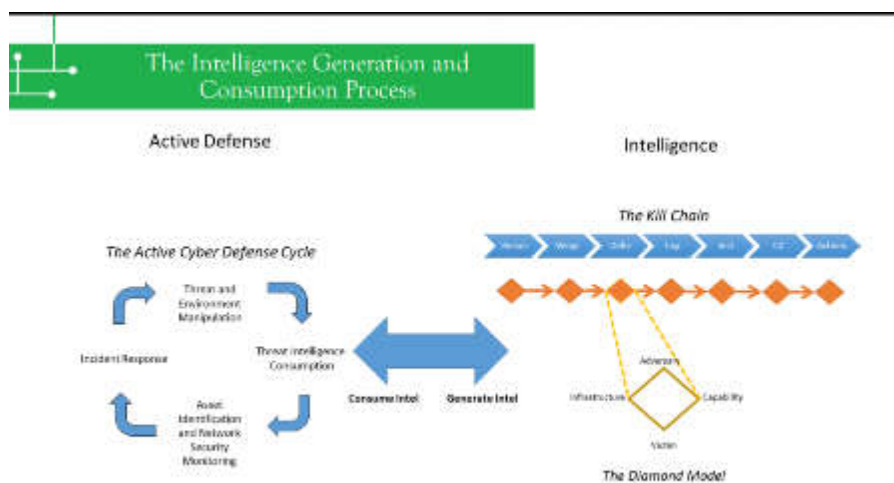 The Intelligence Generation and
Consumption Process
Active Defense
Intelligence
The Kill Chain
The Active Cyber Defense Cycle
Threat and
Environment
Manipulation
Incident Response
Threat Intelligence
Consumption
Asset
Identification
and Network
Security
Monitoring
Consume Intel
Generate Intel
Adversary
Infrastructure
Capability
Victim
The Diamond Model